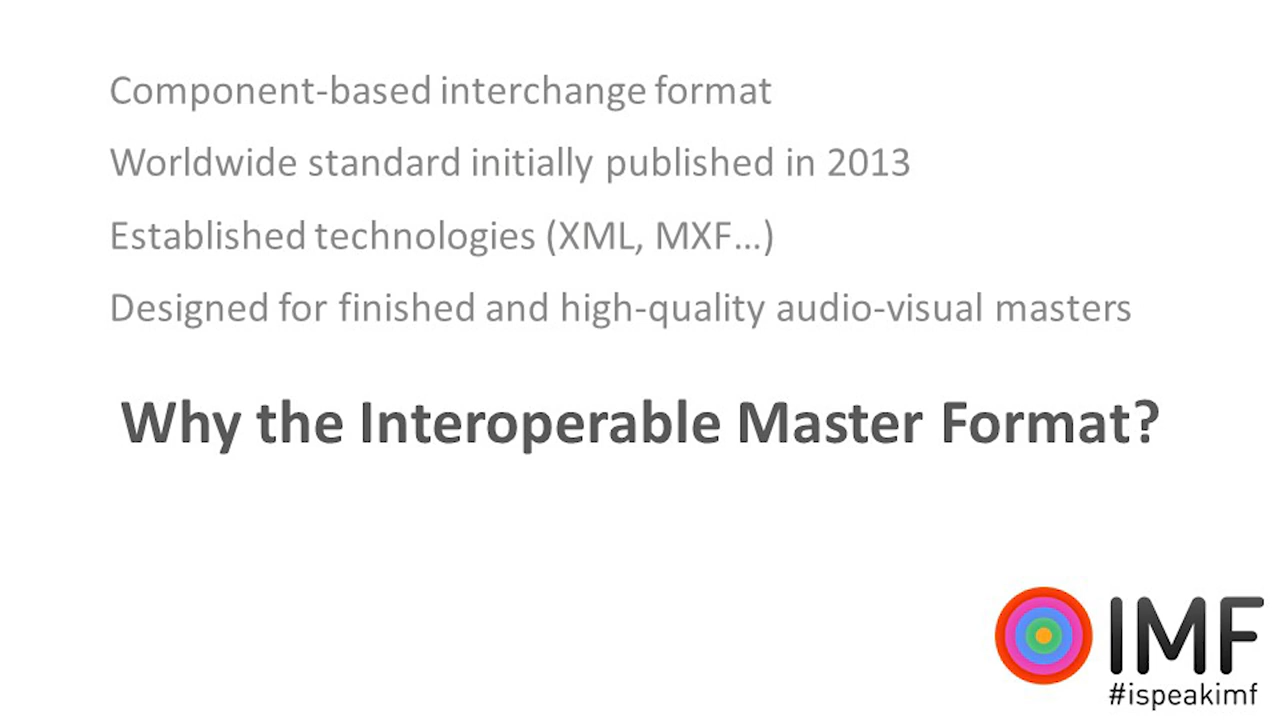 Component-based interchange format
Worldwide standard initially published in 2013
Established technologies (XML, MXF…)
Designed for finished and high-quality audio-visual masters
Why the Interoperable Master Format?
IMF
#ispeakimf